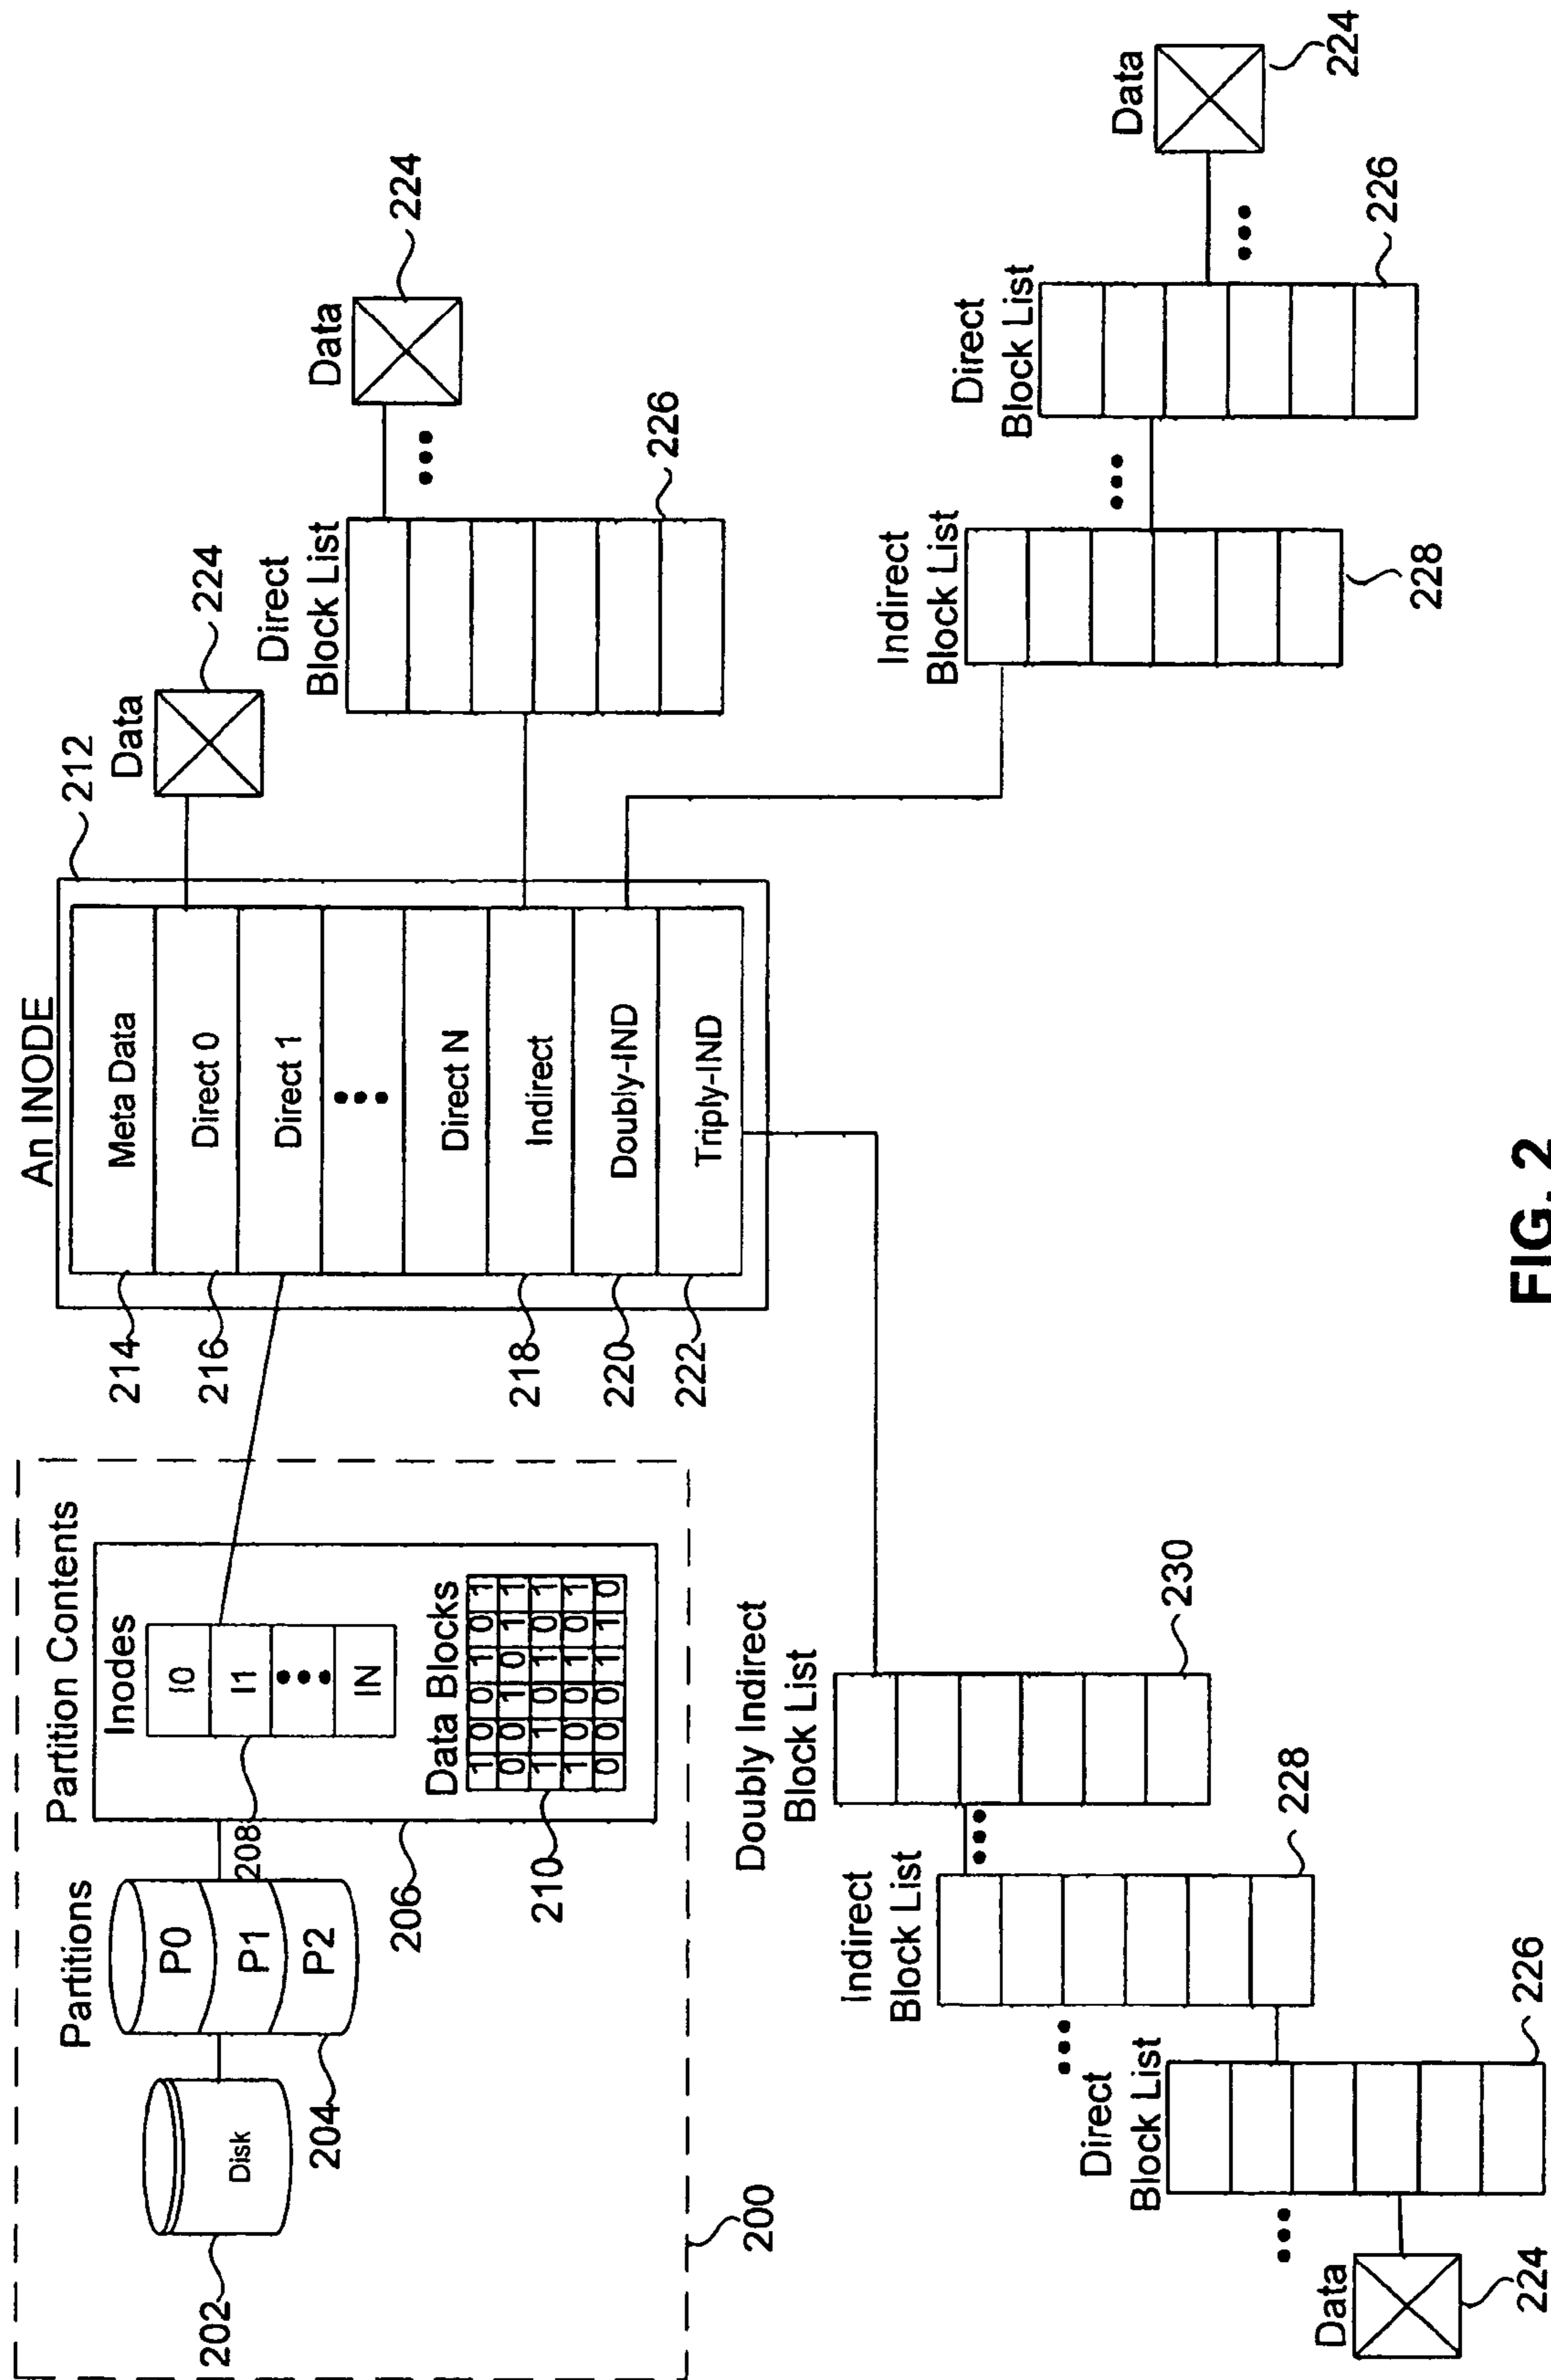 Partitions
Partition Contents
An INODE
Inodes
Disk
P0
P1
P2
I0
I1
•••
IN
202
204
208
206
Data Blocks
1 0 0 1 0 1
0 0 1 0 1 1
1 1 0 1 0 1
1 0 1 1 0 1
0 0 0 1 1 0
210
200
212
Meta Data
Direct 0
Direct 1
•••
Direct N
Indirect
Doubly-IND
Triply-IND
214
216
218
220
222
Data
224
Direct
Block List
226
•••
Data
224
Indirect
Block List
228
•••
Direct
Block List
226
•••
Data
224
Doubly Indirect
Block List
230
•••
Indirect
Block List
228
•••
Direct
Block List
226
•••
Data
224
FIG. 2